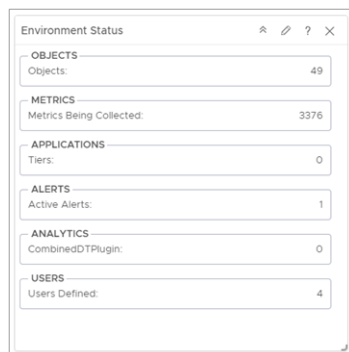 Environment Status ?
OBJECTS
Objects: 49
METRICS
Metrics Being Collected: 3376
APPLICATIONS
Tiers: 0
ALERTS
Active Alerts: 1
ANALYTICS
CombinedDTPlugin: 0
USERS
Users Defined: 4